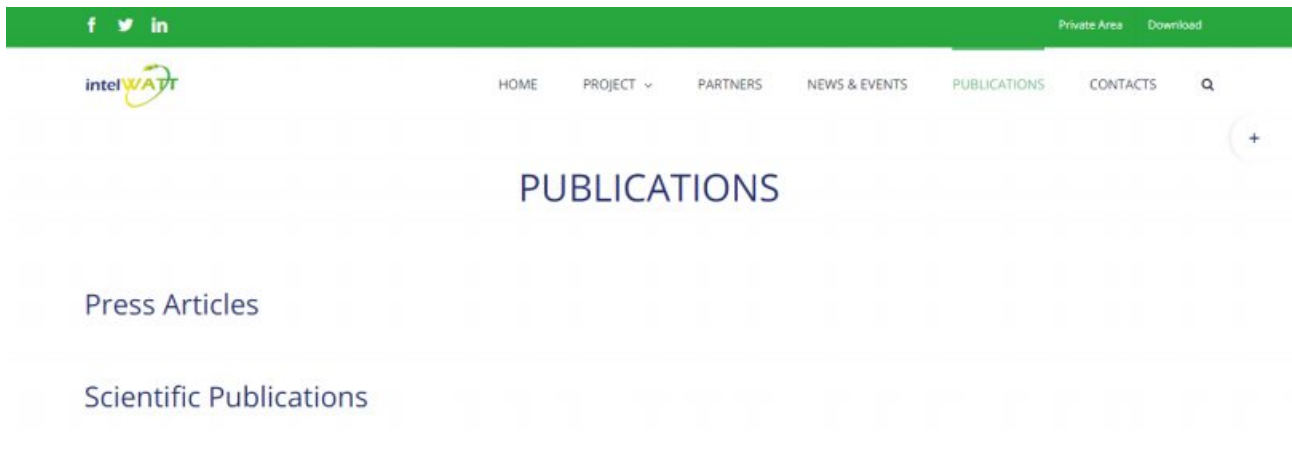 Private Area Download
intelWATT
HOME PROJECT PARTNERS NEWS & EVENTS PUBLICATIONS CONTACTS
+
PUBLICATIONS
Press Articles
Scientific Publications